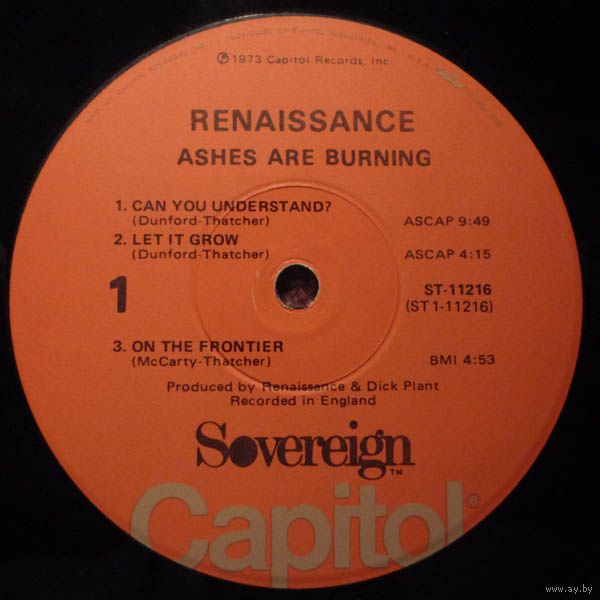 ℗ 1973 Capitol Records, Inc.
RENAISSANCE
ASHES ARE BURNING
1. CAN YOU UNDERSTAND?
(Dunford-Thatcher) ASCAP 9:49
2. LET IT GROW
(Dunford-Thatcher) ASCAP 4:15
1 ST-11216
(ST 1-11216)
3. ON THE FRONTIER
(McCarty-Thatcher) BMI 4:53
Produced by Renaissance & Dick Plant
Recorded in England
Sovereign TM
Capitol®
www.ay.by